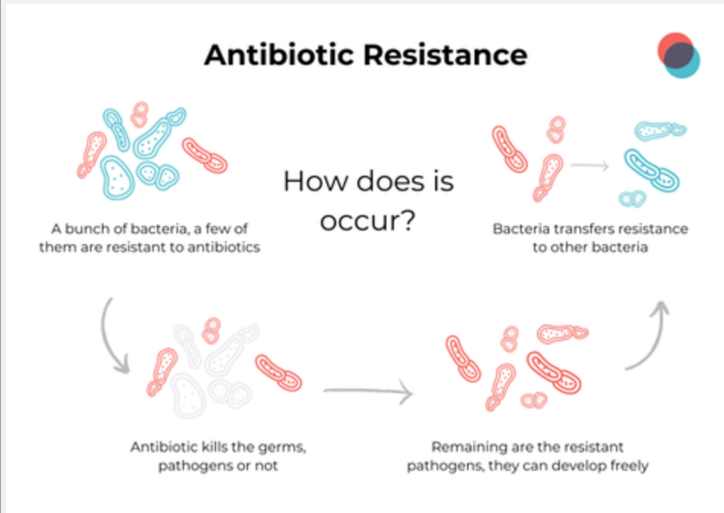 Antibiotic Resistance
How does is
occur?
A bunch of bacteria, a few of
them are resistant to antibiotics
Bacteria transfers resistance
to other bacteria
Antibiotic kills the germs,
pathogens or not
Remaining are the resistant
pathogens, they can develop freely